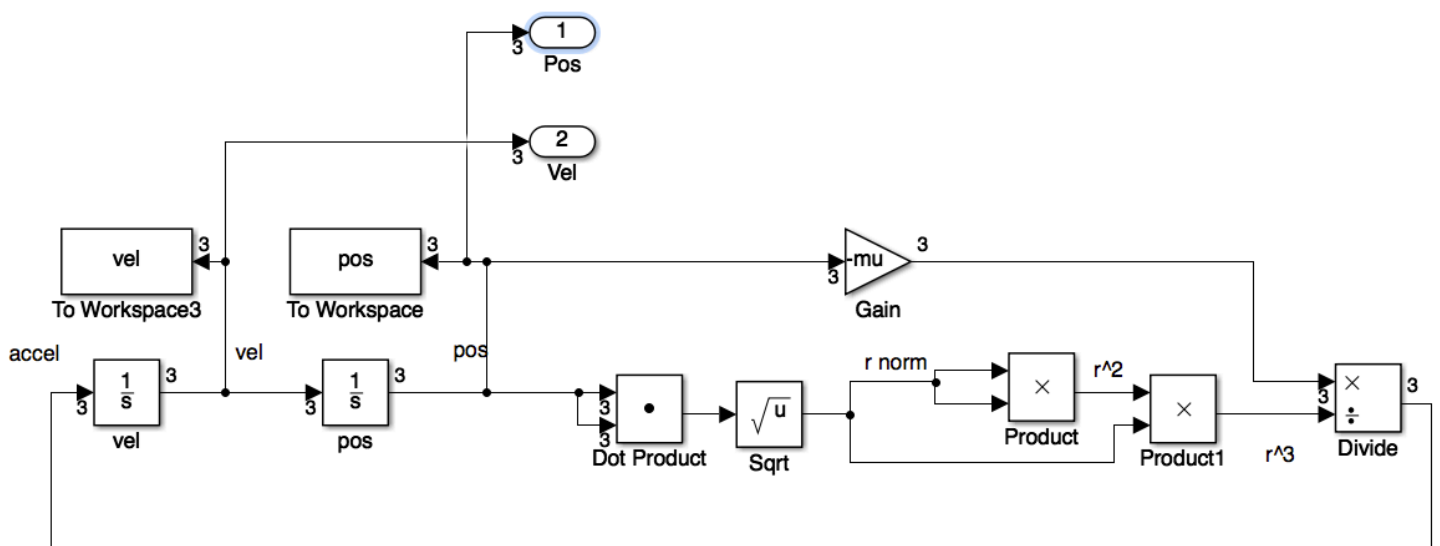 1
3
Pos
2
3
Vel
vel
3
pos
3
-mu
3
3
To Workspace3
To Workspace
Gain
accel
vel
pos
r norm
r^2
1
s
3
3
1
s
3
3
3
3
√u
×
×
×
÷
3
3
vel
pos
Dot Product
Sqrt
Product
Product1
r^3
Divide